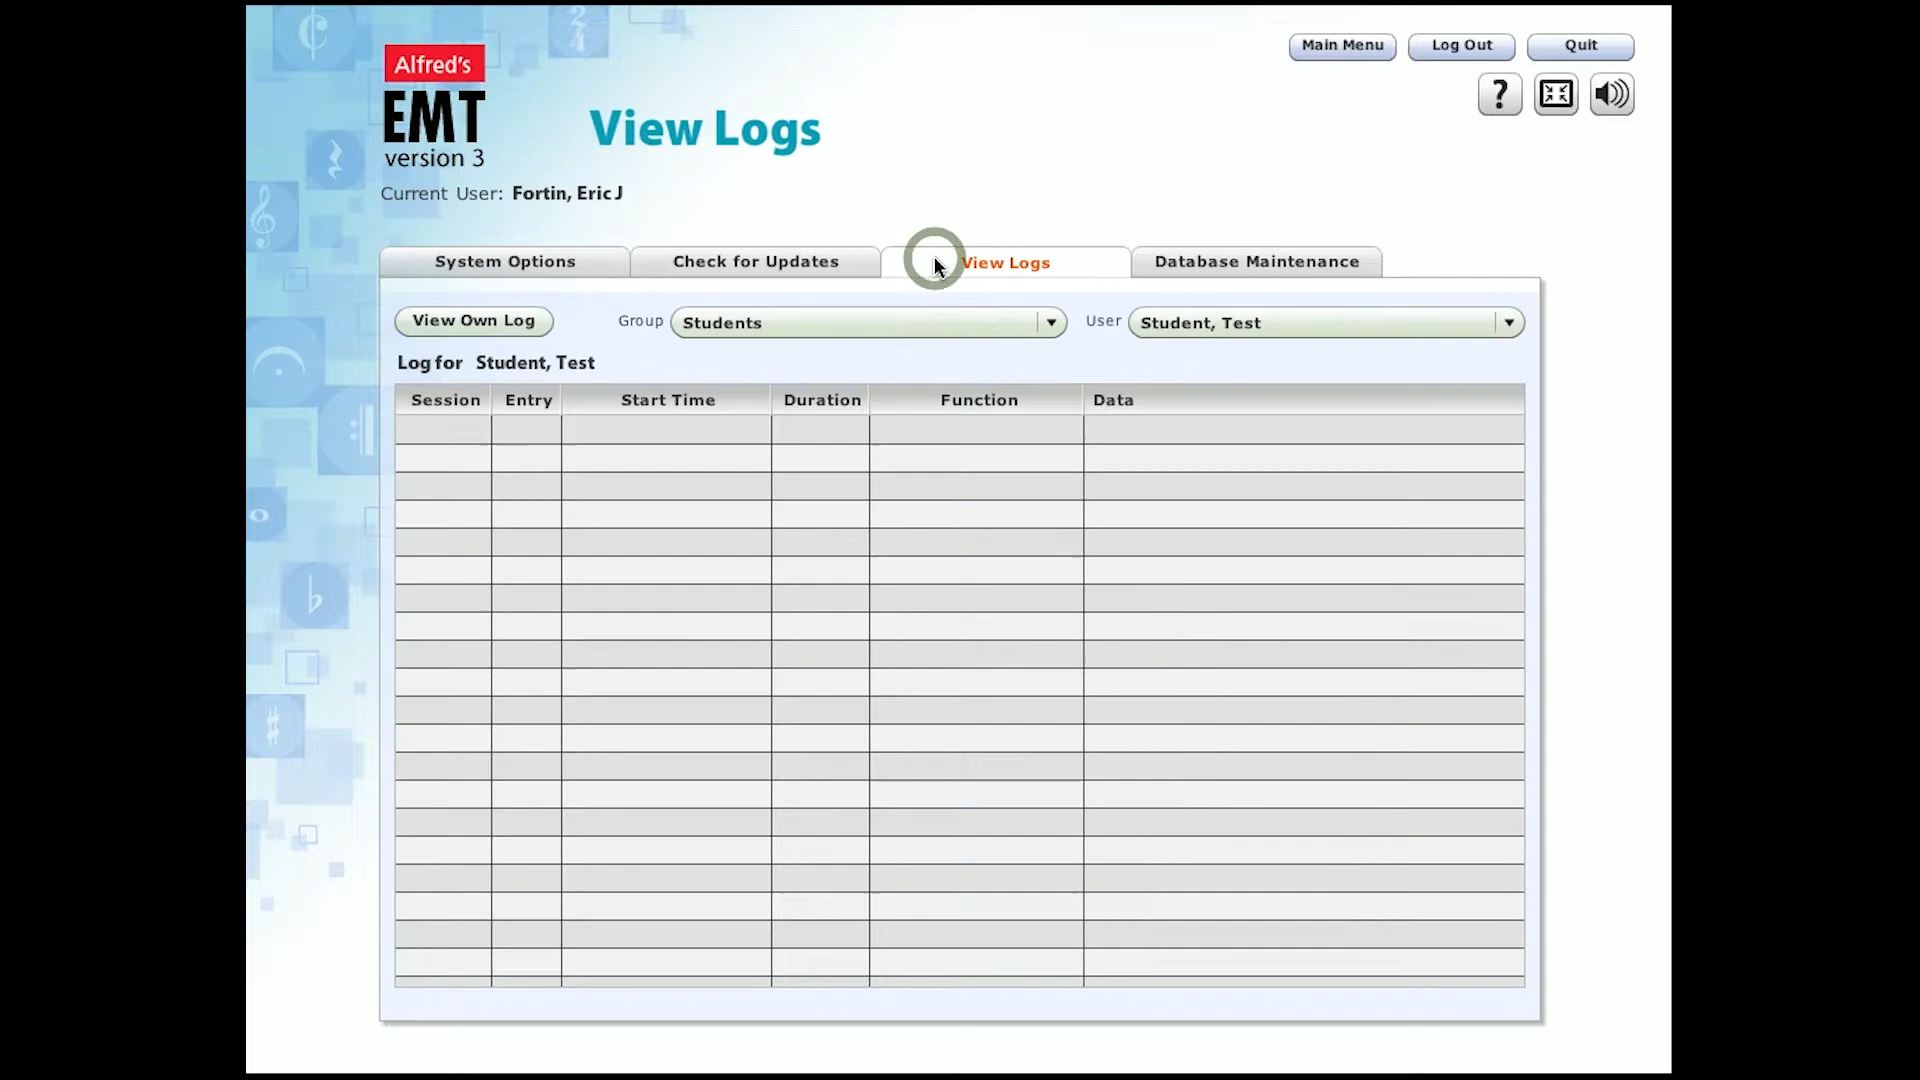 Main Menu
Log Out
Quit
?
Alfred's
EMT
version 3
View Logs
Current User: Fortin, Eric J
System Options
Check for Updates
View Logs
Database Maintenance
View Own Log
Group
Students
User
Student, Test
Log for Student, Test
Session
Entry
Start Time
Duration
Function
Data